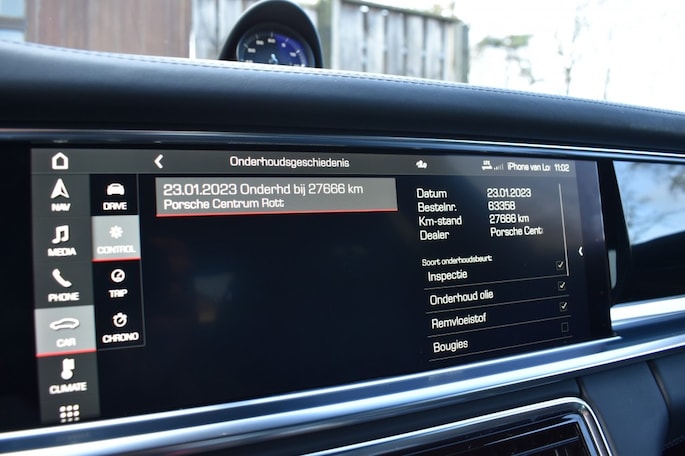 Onderhoudsgeschiedenis
LTE
iPhone van Lo
11:02
NAV
MEDIA
PHONE
CAR
CLIMATE
DRIVE
CONTROL
TRIP
CHRONO
23.01.2023 Onderhd bij 27666 km
Porsche Centrum Rott
Datum 23.01.2023
Bestelnr. 63358
Km-stand 27666 km
Dealer Porsche Cent
Soort onderhoudsbeurt:
Inspectie
Onderhoud olie
Remvloeistof
Bougies